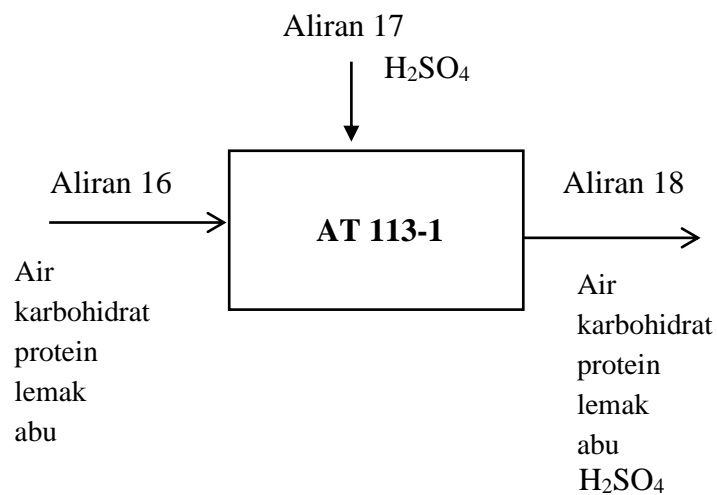 Aliran 17
H₂SO₄
Aliran 16
Aliran 18
AT 113-1
Air
karbohidrat
protein
lemak
abu
Air
karbohidrat
protein
lemak
abu
H₂SO₄